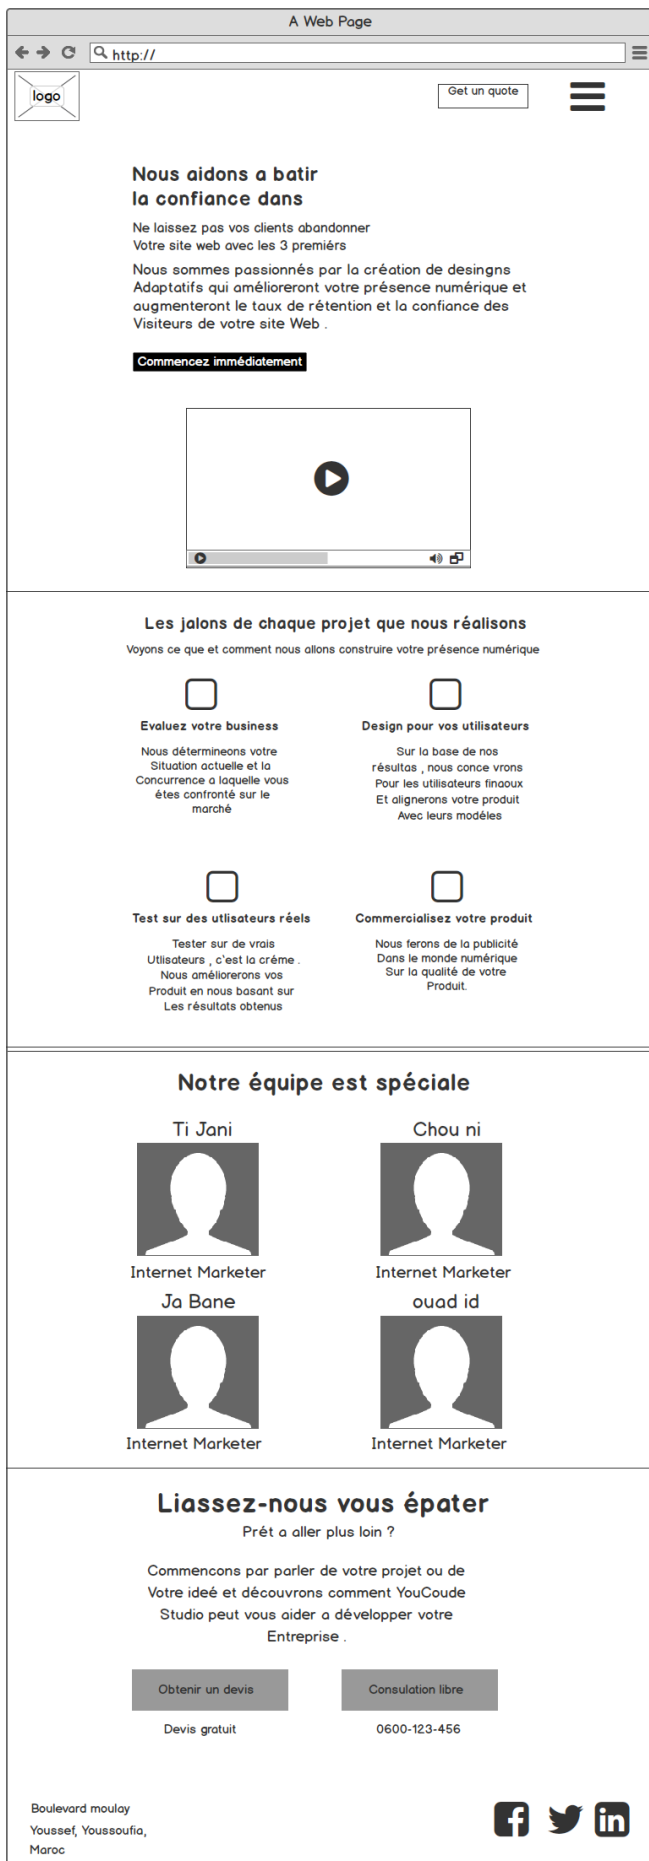 A Web Page
http://
logo
Get un quote
Nous aidons a batir
la confiance dans
Ne laissez pas vos clients abandonner
Votre site web avec les 3 premiérs
Nous sommes passionnés par la création de desingns
Adaptatifs qui amélioreront votre présence numérique et
augmenteront le taux de rétention et la confiance des
Visiteurs de votre site Web .
Commencez immédiatement
Les jalons de chaque projet que nous réalisons
Voyons ce que et comment nous allons construire votre présence numérique
Evaluez votre business
Nous détermineons votre
Situation actuelle et la
Concurrence a laquelle vous
étes confronté sur le
marché
Design pour vos utilisateurs
Sur la base de nos
résultas , nous conce vrons
Pour les utilisateurs finaoux
Et alignerons votre produit
Avec leurs modéles
Test sur des utlisateurs réels
Tester sur de vrais
Utlisateurs , c'est la créme .
Nous améliorerons vos
Produit en nous basant sur
Les résultats obtenus
Commercialisez votre produit
Nous ferons de la publicité
Dans le monde numérique
Sur la qualité de votre
Produit.
Notre équipe est spéciale
Ti Jani
Chou ni
Internet Marketer
Internet Marketer
Ja Bane
ouad id
Internet Marketer
Internet Marketer
Liassez-nous vous épater
Prét a aller plus loin ?
Commencons par parler de votre projet ou de
Votre ideé et découvrons comment YouCoude
Studio peut vous aider a développer votre
Entreprise .
Obtenir un devis
Consulation libre
Devis gratuit
0600-123-456
Boulevard moulay
Youssef, Youssoufia,
Maroc